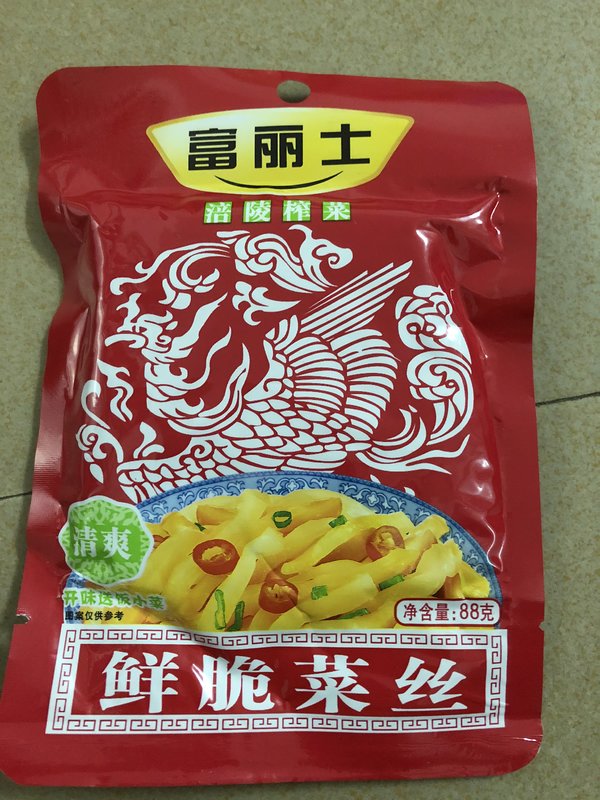 富丽士
涪陵榨菜
清爽
开味送饭小菜
图案仅供参考
净含量:88克
鲜脆菜丝